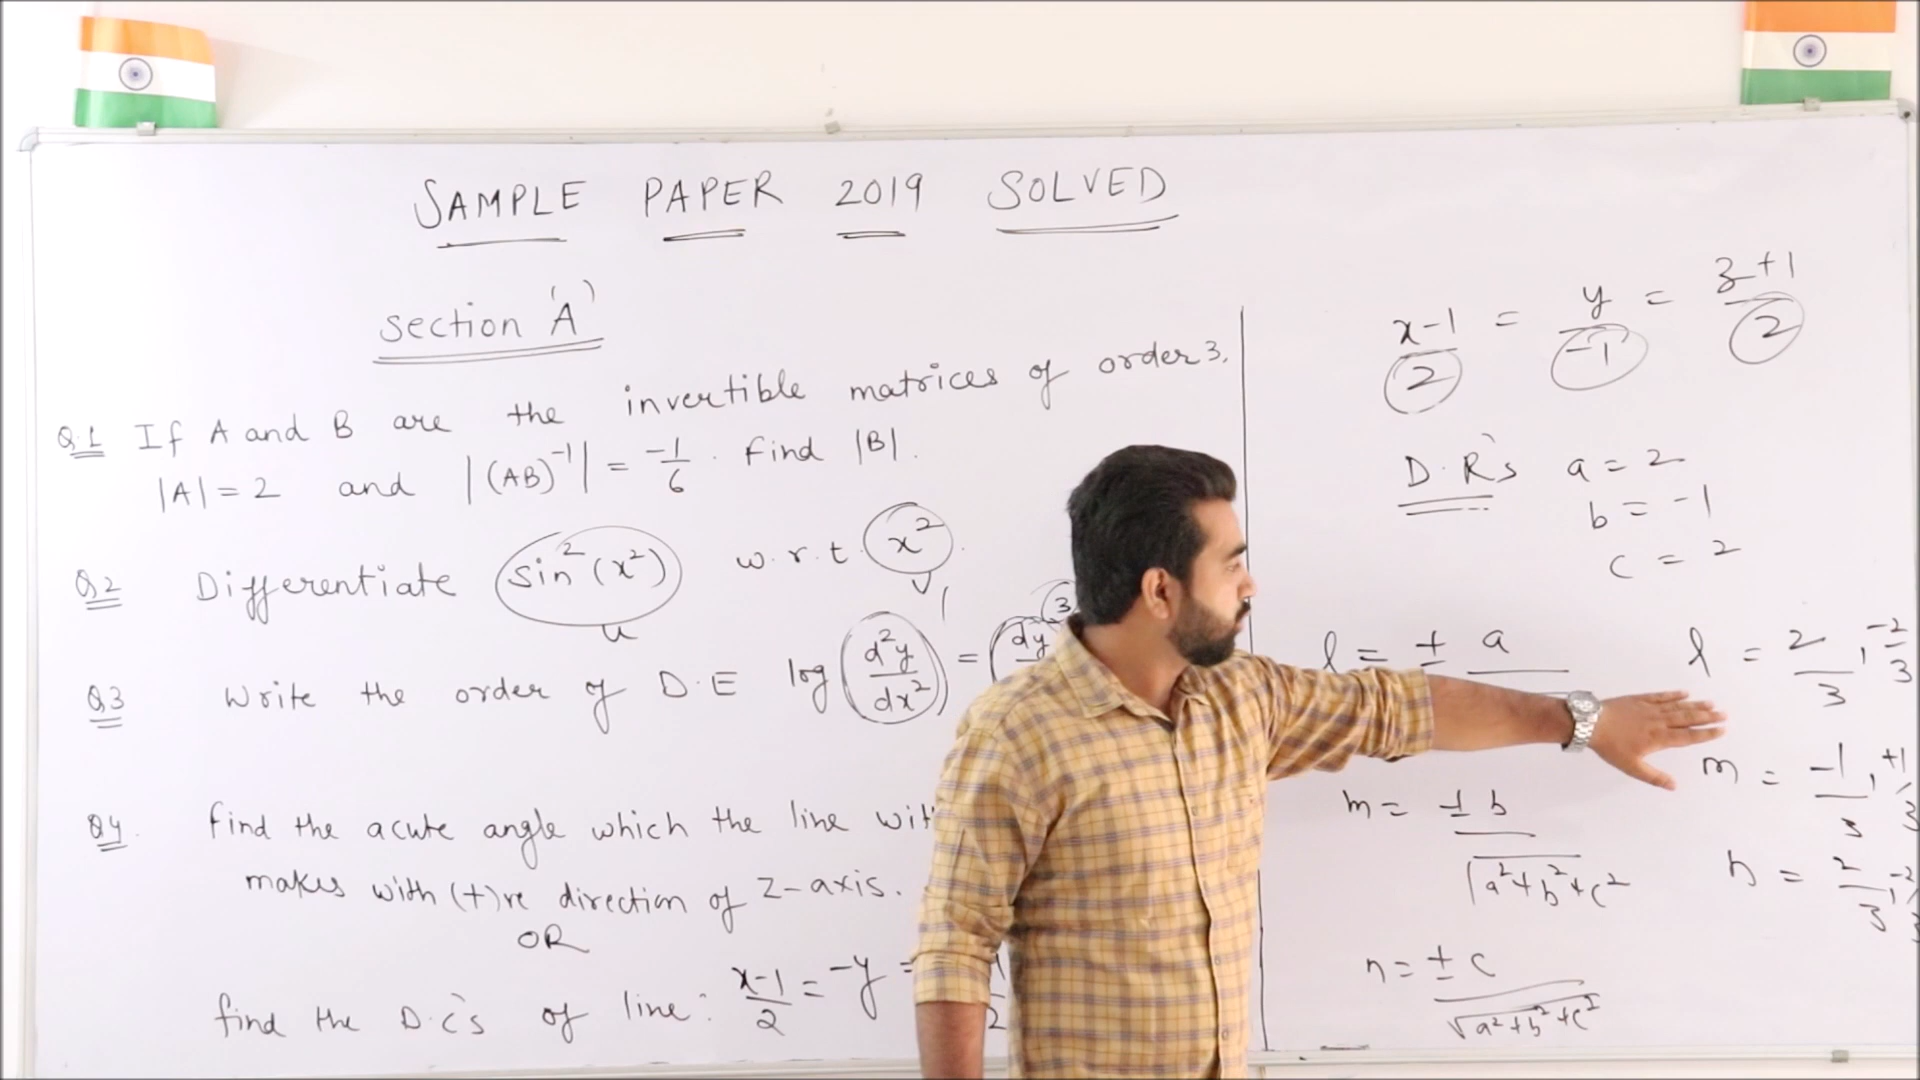 SAMPLE PAPER 2019 SOLVED
Section 'A'
Q.1 If A and B are the invertible matrices of order 3.
|A| = 2 and |(AB)⁻¹| = -1/6 . Find |B|.
Q2 Differentiate sin²(x²) w.r.t. x².
u v
Q3 Write the order of D.E log(d²y/dx²) = (dy 3
Q4. find the acute angle which the line
makes with (+)ve direction of Z-axis.
OR
find the D.C's of line: x-1/2 = -y =
x-1/2 = y/-1 = z+1/2
D.R's a = 2
b = -1
c = 2
l = ± a
m = ± b/√a²+b²+c²
n = ± c/√a²+b²+c²
l = 2/3, -2/3
m = -1/3, +1/3
n = 2/3, -2